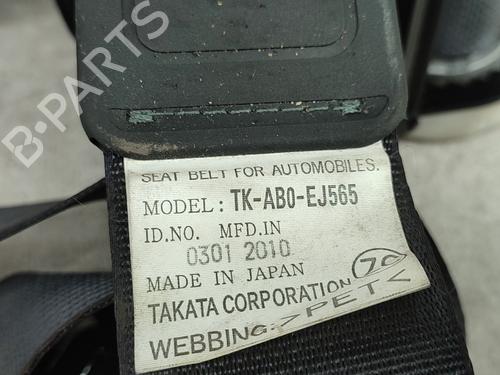 B-PARTS
SEAT BELT FOR AUTOMOBILES.
MODEL: TK-AB0-EJ565
ID.NO. MFD.IN
0301 2010
MADE IN JAPAN
TAKATA CORPORATION
WEBBING: >PET<